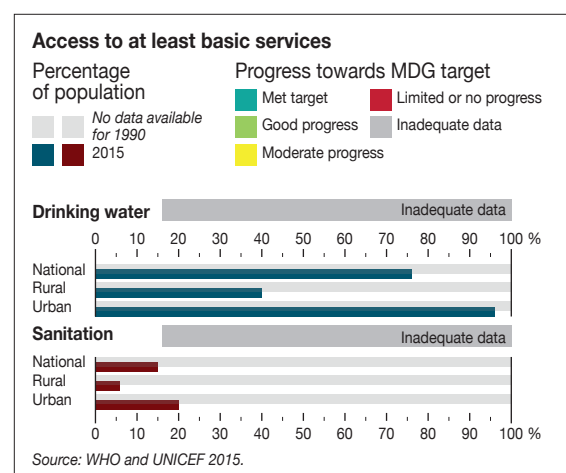 Access to at least basic services
Percentage
of population
No data available
for 1990
2015
Progress towards MDG target
Met target
Limited or no progress
Good progress
Inadequate data
Moderate progress
Drinking water
Inadequate data
0 10 20 30 40 50 60 70 80 90 100 %
National
Rural
Urban
Sanitation
Inadequate data
National
Rural
Urban
0 10 20 30 40 50 60 70 80 90 100 %
Source: WHO and UNICEF 2015.